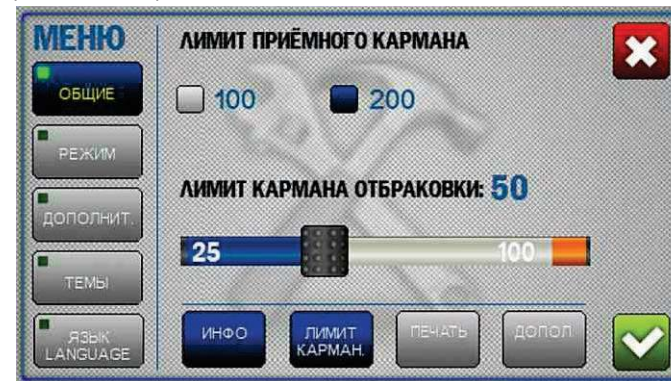 МЕНЮ
ЛИМИТ ПРИЁМНОГО КАРМАНА
ОБЩИЕ
100
200
РЕЖИМ
ЛИМИТ КАРМАНА ОТБРАКОВКИ: 50
ДОПОЛНИТ.
25
100
ТЕМЫ
ЯЗЫК
LANGUAGE
ИНФО
ЛИМИТ
КАРМАН.
ПЕЧАТЬ
ДОПОЛ.